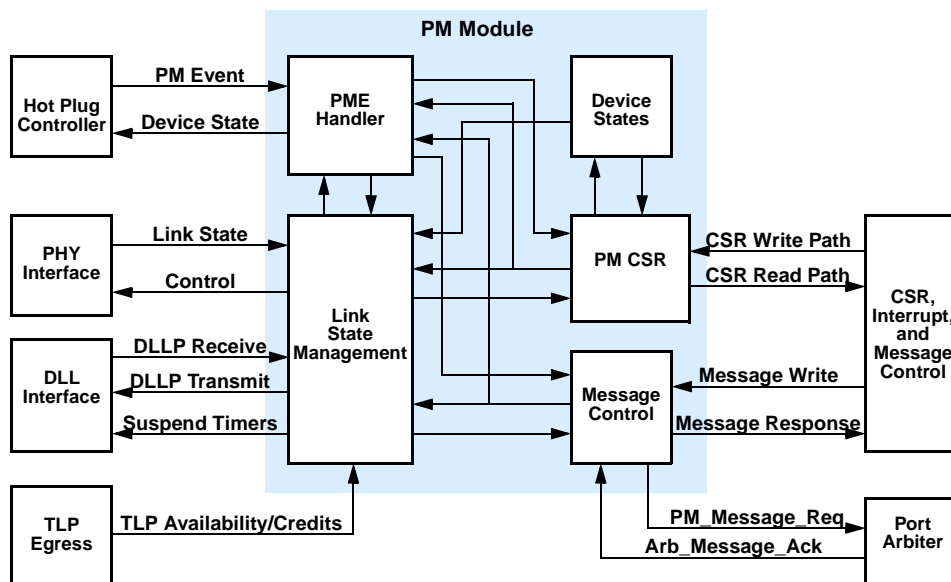 PM Module
Hot Plug
Controller
PM Event
Device State
PME
Handler
Device
States
PHY
Interface
Link State
Control
Link
State
Management
PM CSR
CSR Write Path
CSR Read Path
CSR,
Interrupt,
and
Message
Control
DLL
Interface
DLLP Receive
DLLP Transmit
Suspend Timers
Message
Control
Message Write
Message Response
TLP
Egress
TLP Availability/Credits
PM_Message_Req
Arb_Message_Ack
Port
Arbiter